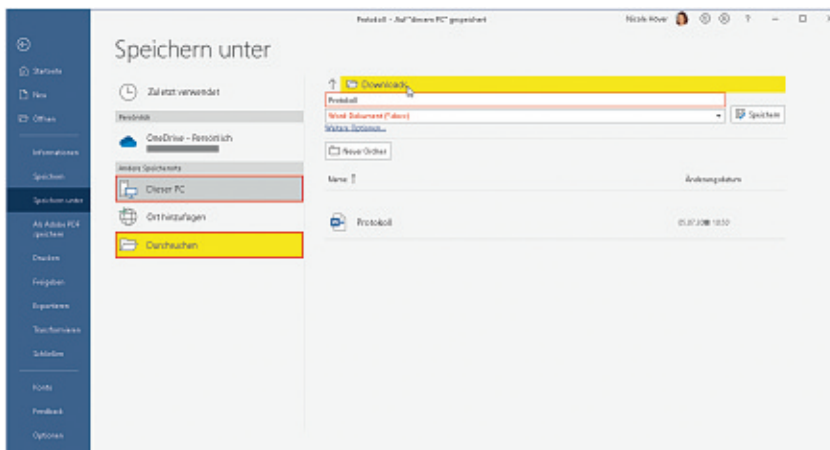 Protokoll - Auf "diesem PC" gespeichert
Nicole Höver
?
Speichern unter
Startseite
Neu
Öffnen
Informationen
Speichern
Speichern unter
Als Adobe PDF
speichern
Drucken
Freigeben
Exportieren
Transformieren
Schließen
Konto
Feedback
Optionen
Zuletzt verwendet
Persönlich
OneDrive - Persönlich
Andere Speicherorte
Dieser PC
Ort hinzufügen
Durchsuchen
Downloads
Protokoll
Word-Dokument (*.docx)
Speichern
Weitere Optionen...
Neuer Ordner
Name
Änderungsdatum
Protokoll